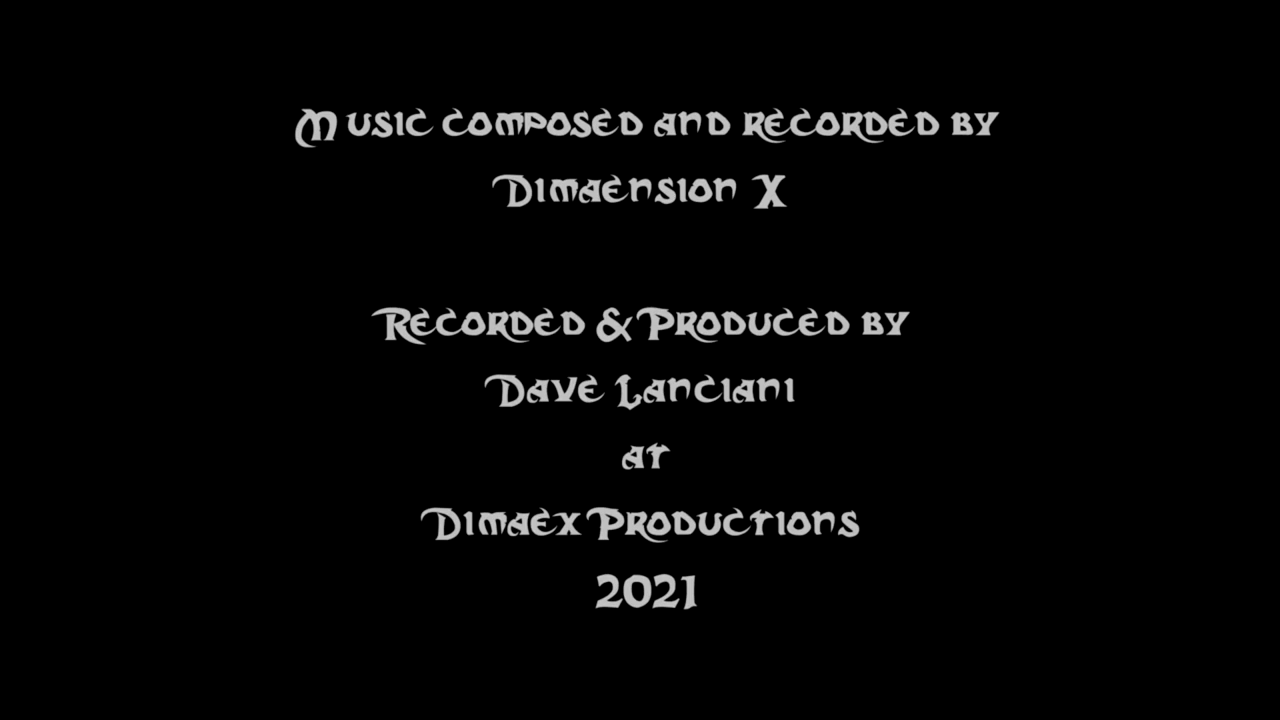 Music composed and recorded by
Dimaension X
Recorded & Produced by
Dave Lanciani
at
Dimaex Productions
2021